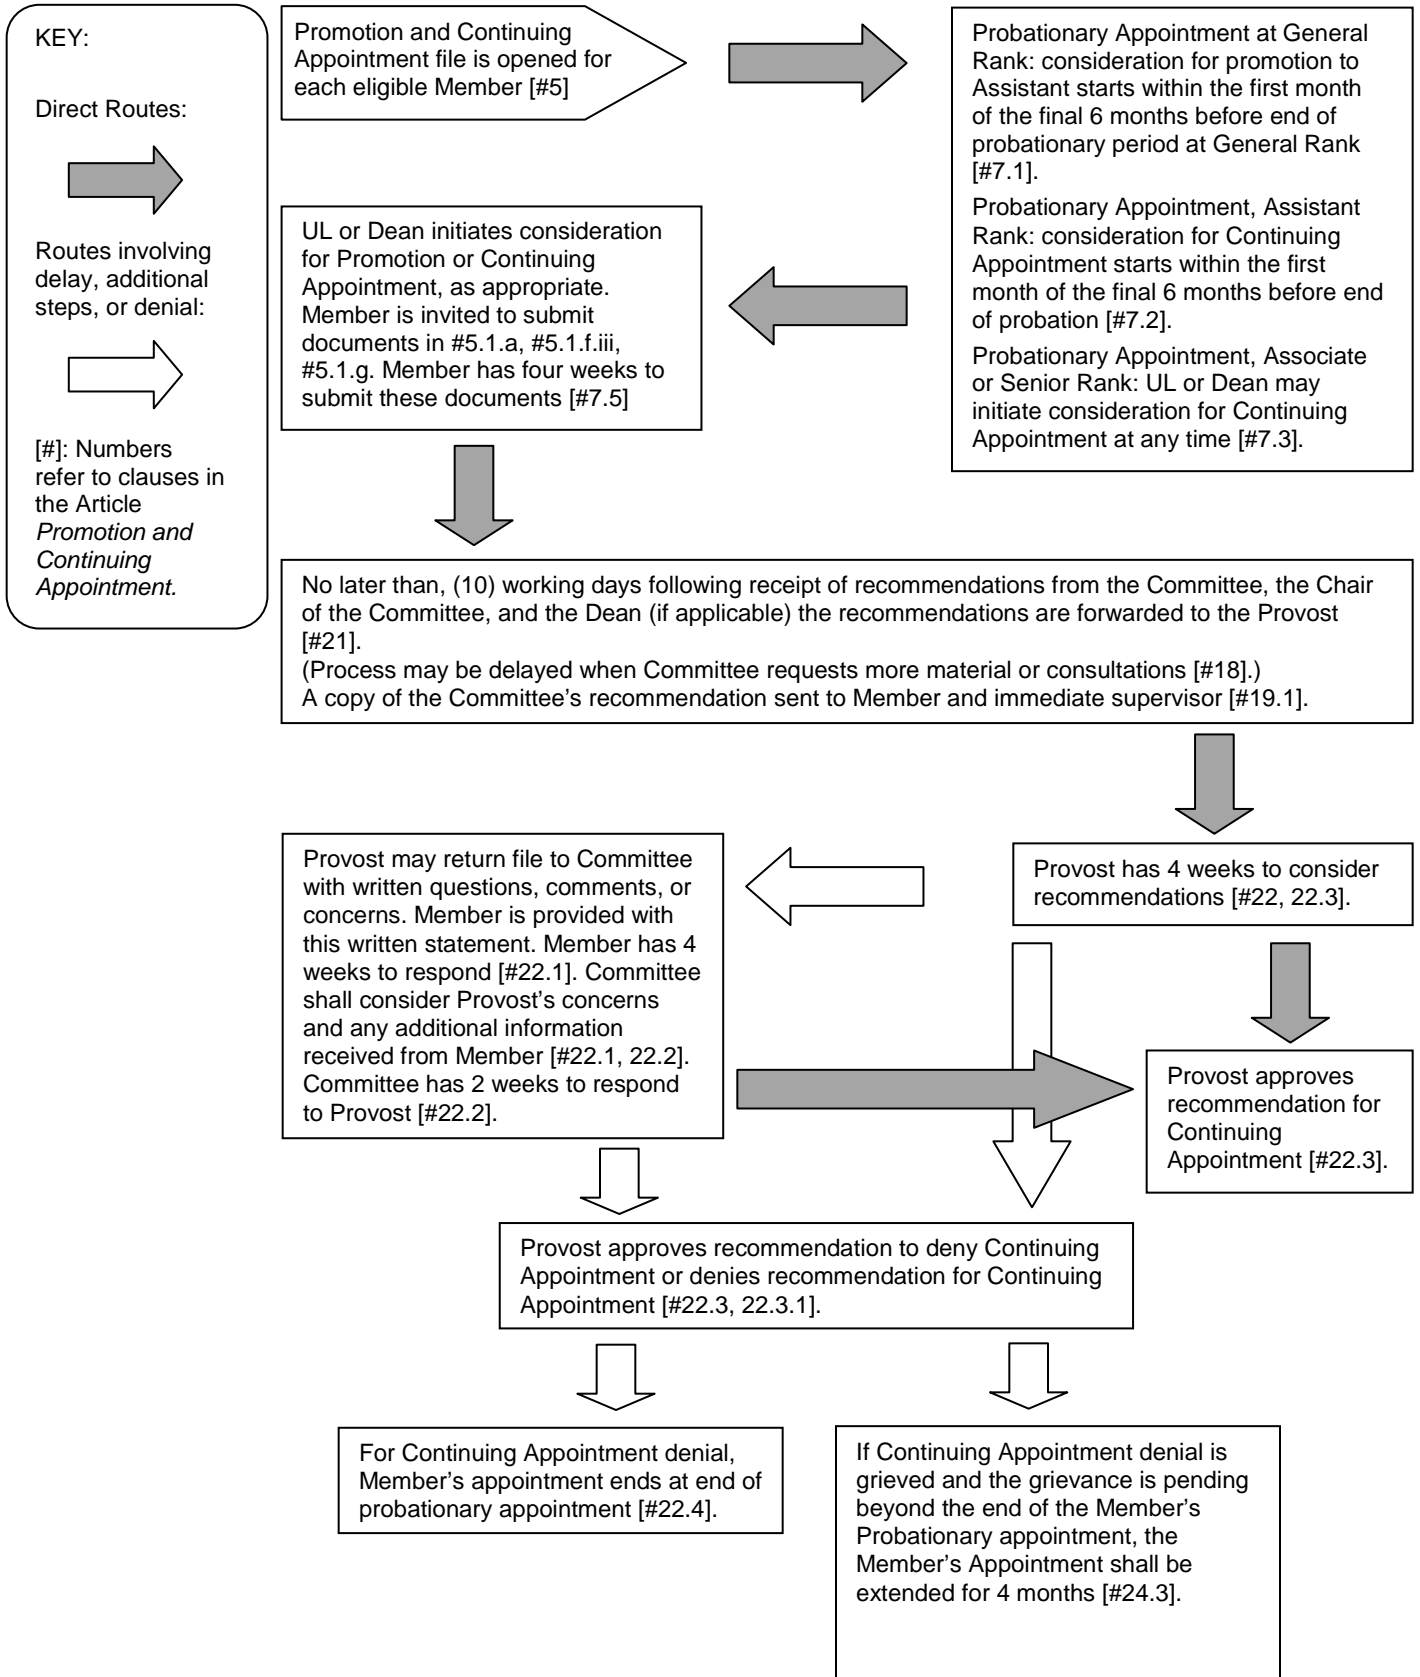 KEY:
Direct Routes:
Routes involving
delay, additional
steps, or denial:
[#]: Numbers
refer to clauses in
the Article
Promotion and
Continuing
Appointment.
Promotion and Continuing
Appointment file is opened for
each eligible Member [#5]
Probationary Appointment at General
Rank: consideration for promotion to
Assistant starts within the first month
of the final 6 months before end of
probationary period at General Rank
[#7.1].
Probationary Appointment, Assistant
Rank: consideration for Continuing
Appointment starts within the first
month of the final 6 months before end
of probation [#7.2].
Probationary Appointment, Associate
or Senior Rank: UL or Dean may
initiate consideration for Continuing
Appointment at any time [#7.3].
UL or Dean initiates consideration
for Promotion or Continuing
Appointment, as appropriate.
Member is invited to submit
documents in #5.1.a, #5.1.f.iii,
#5.1.g. Member has four weeks to
submit these documents [#7.5]
No later than, (10) working days following receipt of recommendations from the Committee, the Chair
of the Committee, and the Dean (if applicable) the recommendations are forwarded to the Provost
[#21].
(Process may be delayed when Committee requests more material or consultations [#18].)
A copy of the Committee's recommendation sent to Member and immediate supervisor [#19.1].
Provost has 4 weeks to consider
recommendations [#22, 22.3].
Provost may return file to Committee
with written questions, comments, or
concerns. Member is provided with
this written statement. Member has 4
weeks to respond [#22.1]. Committee
shall consider Provost's concerns
and any additional information
received from Member [#22.1, 22.2].
Committee has 2 weeks to respond
to Provost [#22.2].
Provost approves
recommendation for
Continuing
Appointment [#22.3].
Provost approves recommendation to deny Continuing
Appointment or denies recommendation for Continuing
Appointment [#22.3, 22.3.1].
For Continuing Appointment denial,
Member's appointment ends at end of
probationary appointment [#22.4].
If Continuing Appointment denial is
grieved and the grievance is pending
beyond the end of the Member's
Probationary appointment, the
Member's Appointment shall be
extended for 4 months [#24.3].